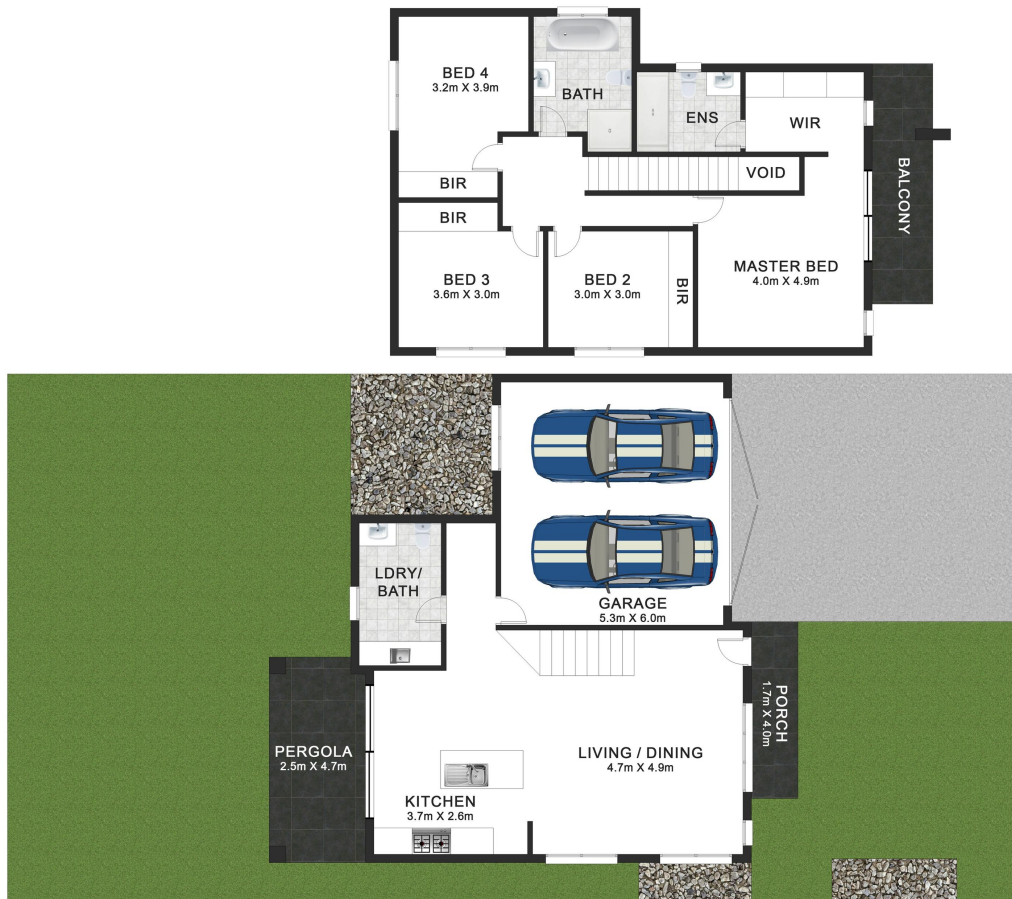 BED 4
3.2m X 3.9m
BATH
ENS
WIR
VOID
BIR
BIR
BALCONY
BED 3
3.6m X 3.0m
BED 2
3.0m X 3.0m
BIR
MASTER BED
4.0m X 4.9m
LDRY/
BATH
GARAGE
5.3m X 6.0m
PORCH
1.7m X 4.0m
PERGOLA
2.5m X 4.7m
LIVING / DINING
4.7m X 4.9m
KITCHEN
3.7m X 2.6m